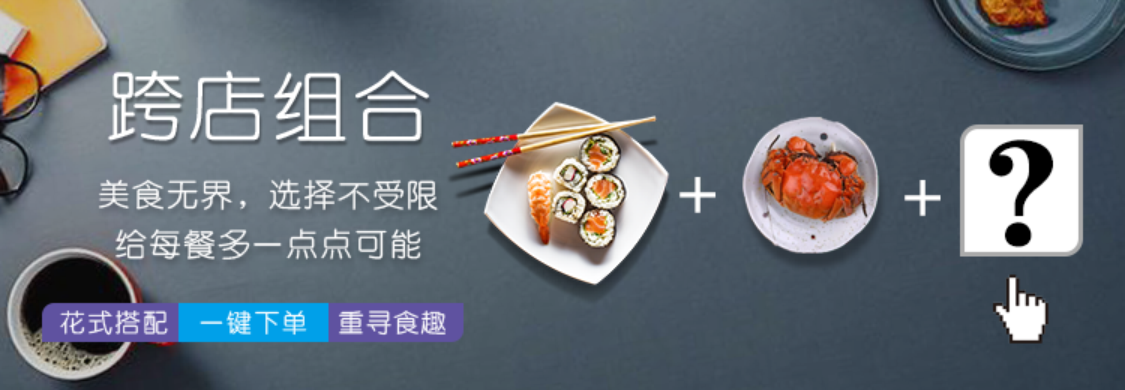 跨店组合
美食无界，选择不受限
给每餐多一点点可能
花式搭配 一键下单 重寻食趣
+ + ?